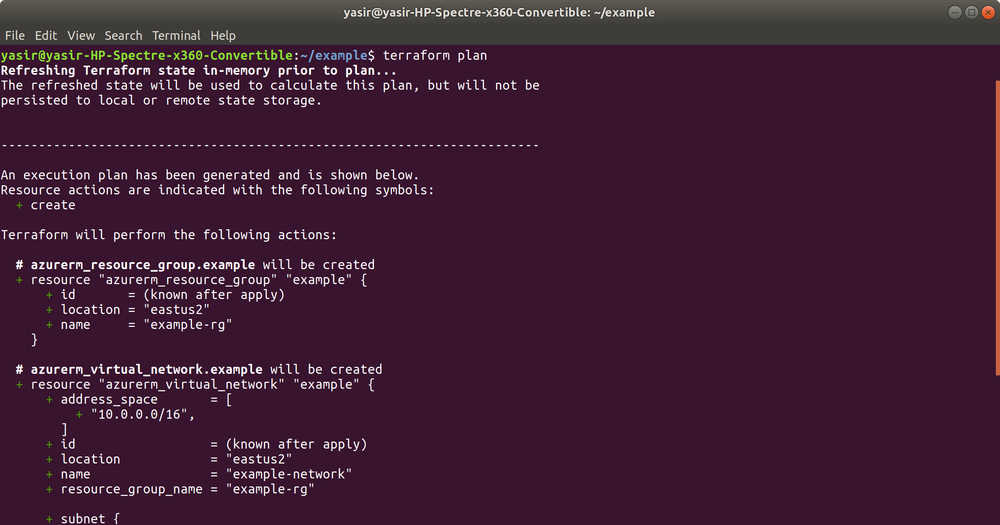 yasir@yasir-HP-Spectre-x360-Convertible: ~/example
File Edit View Search Terminal Help
yasir@yasir-HP-Spectre-x360-Convertible:~/example$ terraform plan
Refreshing Terraform state in-memory prior to plan...
The refreshed state will be used to calculate this plan, but will not be
persisted to local or remote state storage.
------------------------------------------------------------------------
An execution plan has been generated and is shown below.
Resource actions are indicated with the following symbols:
  + create
Terraform will perform the following actions:
  # azurerm_resource_group.example will be created
  + resource "azurerm_resource_group" "example" {
      + id       = (known after apply)
      + location = "eastus2"
      + name     = "example-rg"
    }
  # azurerm_virtual_network.example will be created
  + resource "azurerm_virtual_network" "example" {
      + address_space       = [
          + "10.0.0.0/16",
        ]
      + id                  = (known after apply)
      + location            = "eastus2"
      + name                = "example-network"
      + resource_group_name = "example-rg"
      + subnet {